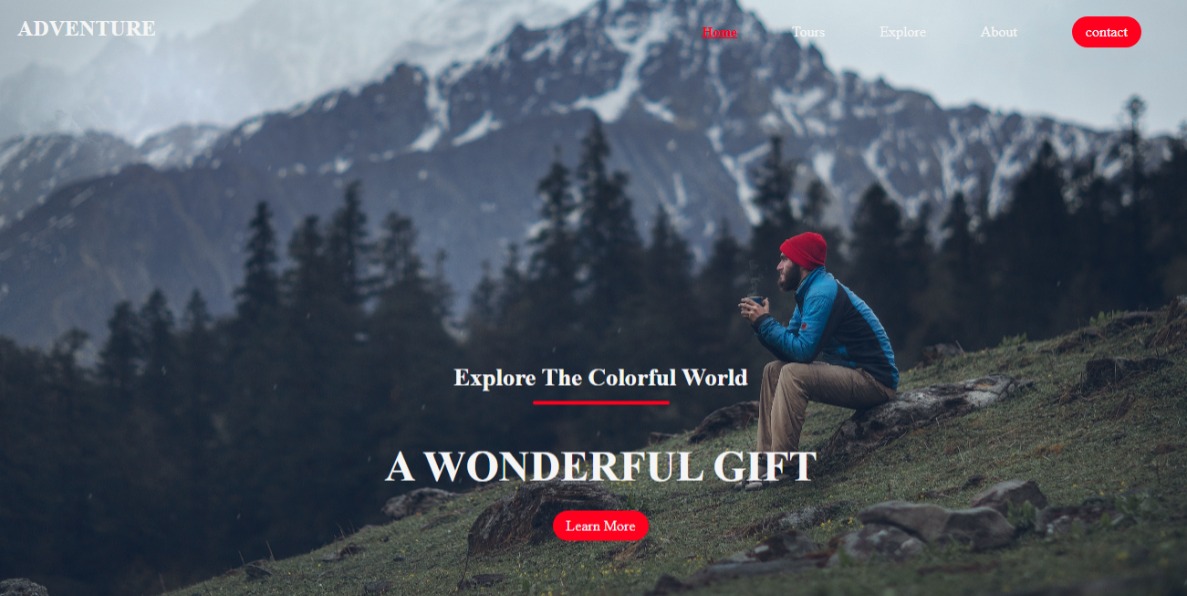 ADVENTURE
Home Tours Explore About contact
Explore The Colorful World
A WONDERFUL GIFT
Learn More